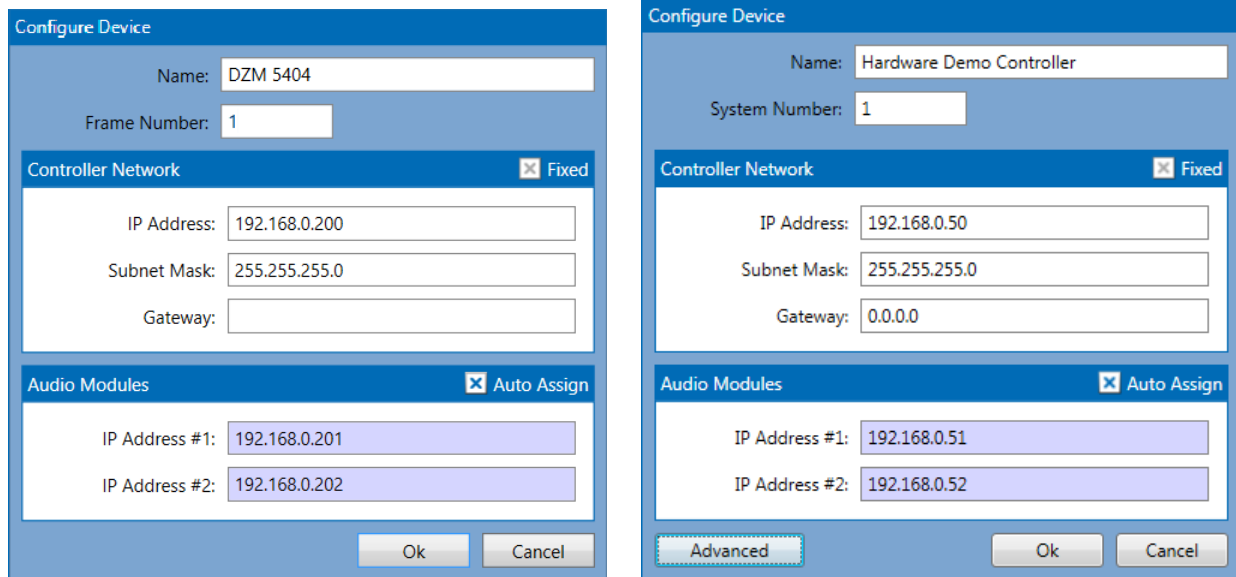 Configure Device
Name: DZM 5404
Frame Number: 1
Controller Network Fixed
IP Address: 192.168.0.200
Subnet Mask: 255.255.255.0
Gateway:
Audio Modules Auto Assign
IP Address #1: 192.168.0.201
IP Address #2: 192.168.0.202
Ok Cancel
Configure Device
Name: Hardware Demo Controller
System Number: 1
Controller Network Fixed
IP Address: 192.168.0.50
Subnet Mask: 255.255.255.0
Gateway: 0.0.0.0
Audio Modules Auto Assign
IP Address #1: 192.168.0.51
IP Address #2: 192.168.0.52
Advanced Ok Cancel